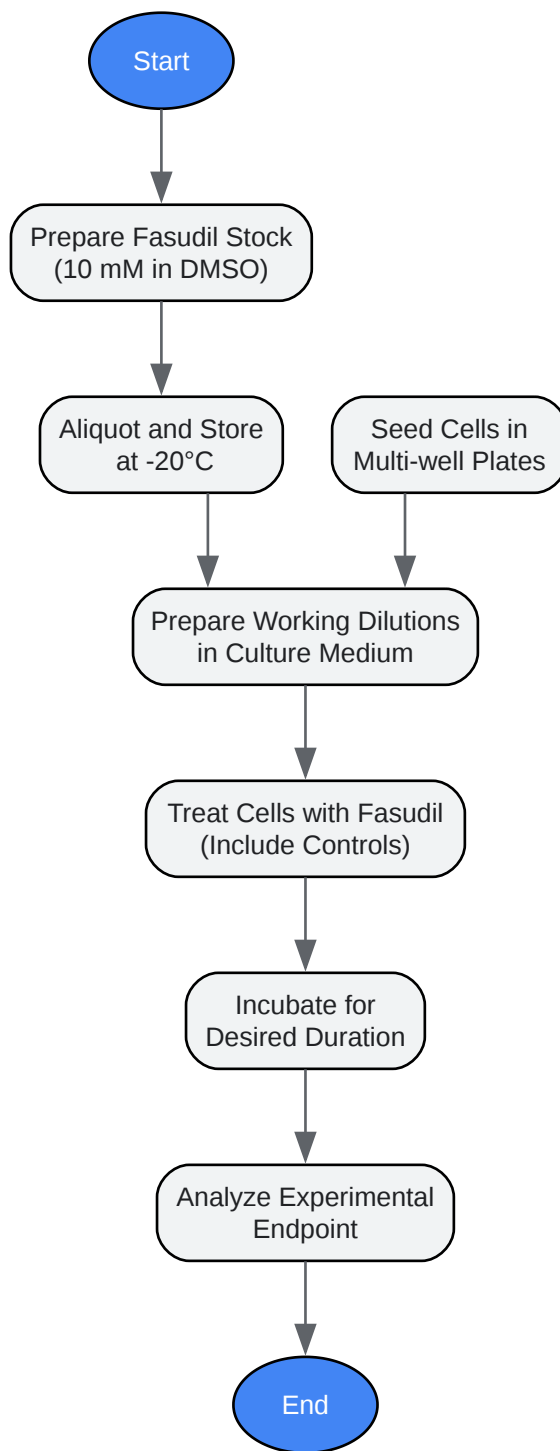 Start
Prepare Fasudil Stock
(10 mM in DMSO)
Aliquot and Store
at -20°C
Seed Cells in
Multi-well Plates
Prepare Working Dilutions
in Culture Medium
Treat Cells with Fasudil
(Include Controls)
Incubate for
Desired Duration
Analyze Experimental
Endpoint
End